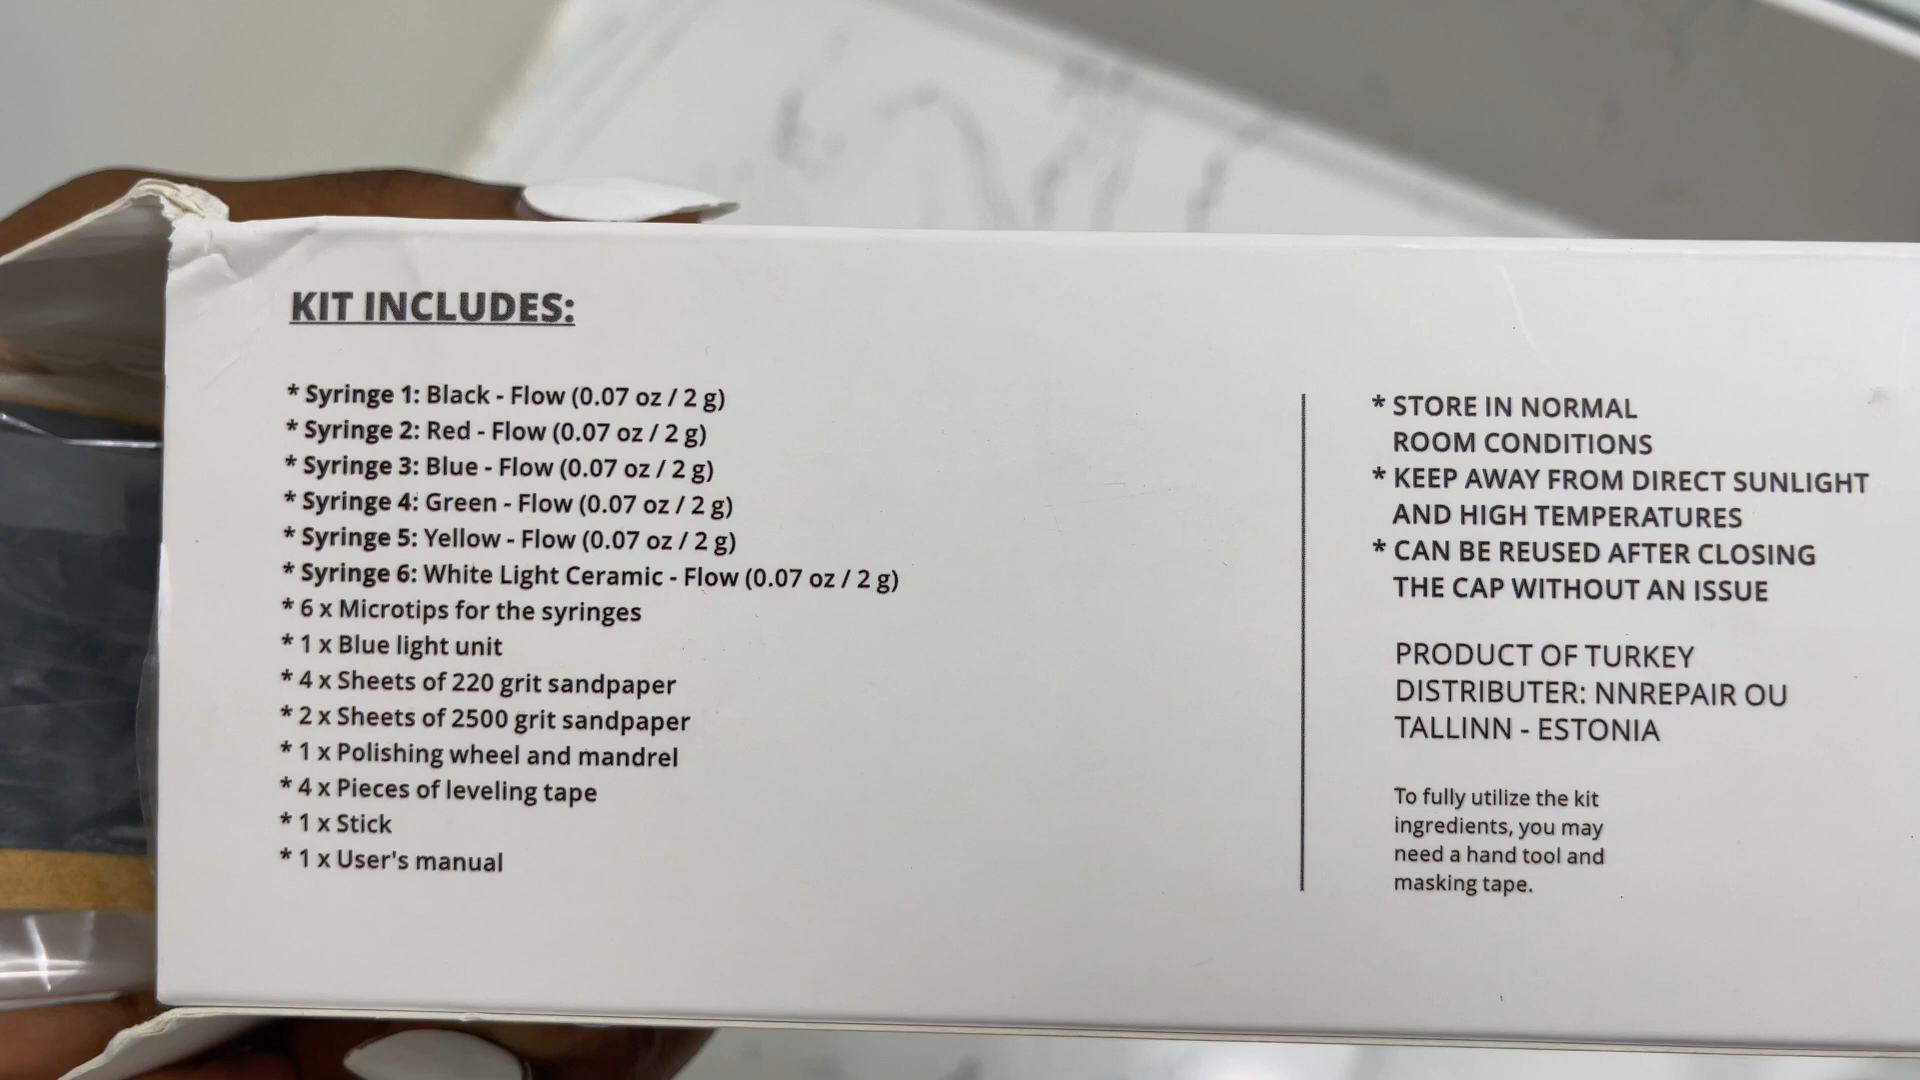 KIT INCLUDES:
* Syringe 1: Black - Flow (0.07 oz / 2 g)
* Syringe 2: Red - Flow (0.07 oz / 2 g)
* Syringe 3: Blue - Flow (0.07 oz / 2 g)
* Syringe 4: Green - Flow (0.07 oz / 2 g)
* Syringe 5: Yellow - Flow (0.07 oz / 2 g)
* Syringe 6: White Light Ceramic - Flow (0.07 oz / 2 g)
* 6 x Microtips for the syringes
* 1 x Blue light unit
* 4 x Sheets of 220 grit sandpaper
* 2 x Sheets of 2500 grit sandpaper
* 1 x Polishing wheel and mandrel
* 4 x Pieces of leveling tape
* 1 x Stick
* 1 x User's manual
* STORE IN NORMAL
ROOM CONDITIONS
* KEEP AWAY FROM DIRECT SUNLIGHT
AND HIGH TEMPERATURES
* CAN BE REUSED AFTER CLOSING
THE CAP WITHOUT AN ISSUE
PRODUCT OF TURKEY
DISTRIBUTER: NNREPAIR OU
TALLINN - ESTONIA
To fully utilize the kit
ingredients, you may
need a hand tool and
masking tape.